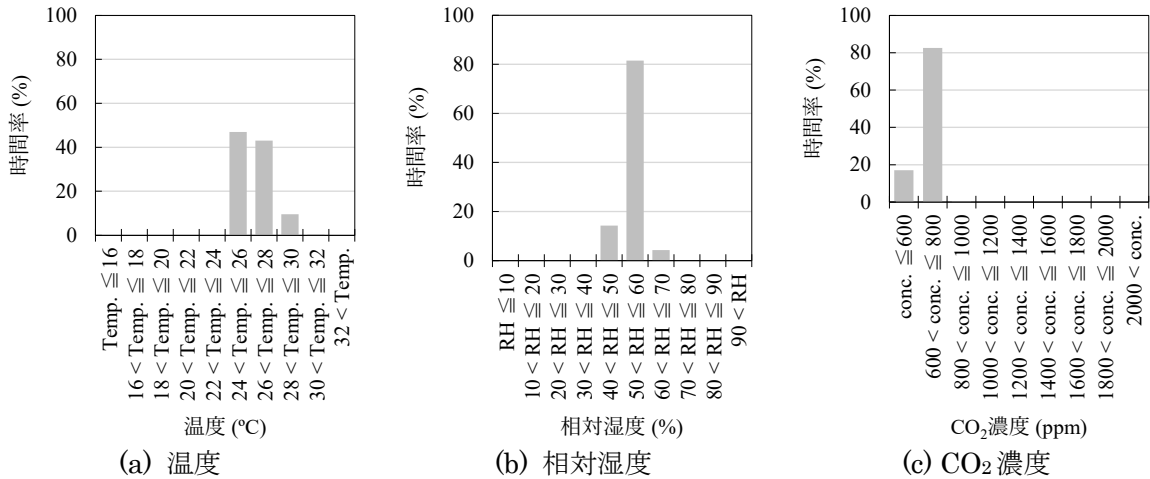 100
80
60
40
20
0
時間率 (%)
Temp. ≦ 16
16 < Temp. ≦ 18
18 < Temp. ≦ 20
20 < Temp. ≦ 22
22 < Temp. ≦ 24
24 < Temp. ≦ 26
26 < Temp. ≦ 28
28 < Temp. ≦ 30
30 < Temp. ≦ 32
32 < Temp.
温度 (ºC)
(a) 温度
100
80
60
40
20
0
時間率 (%)
RH ≦ 10
10 < RH ≦ 20
20 < RH ≦ 30
30 < RH ≦ 40
40 < RH ≦ 50
50 < RH ≦ 60
60 < RH ≦ 70
70 < RH ≦ 80
80 < RH ≦ 90
90 < RH
相対湿度 (%)
(b) 相対湿度
100
80
60
40
20
0
時間率 (%)
conc. ≦600
600 < conc. ≦ 800
800 < conc. ≦1000
1000 < conc. ≦ 1200
1200 < conc. ≦ 1400
1400 < conc. ≦ 1600
1600 < conc. ≦ 1800
1800 < conc. ≦ 2000
2000 < conc.
CO₂濃度 (ppm)
(c) CO₂ 濃度